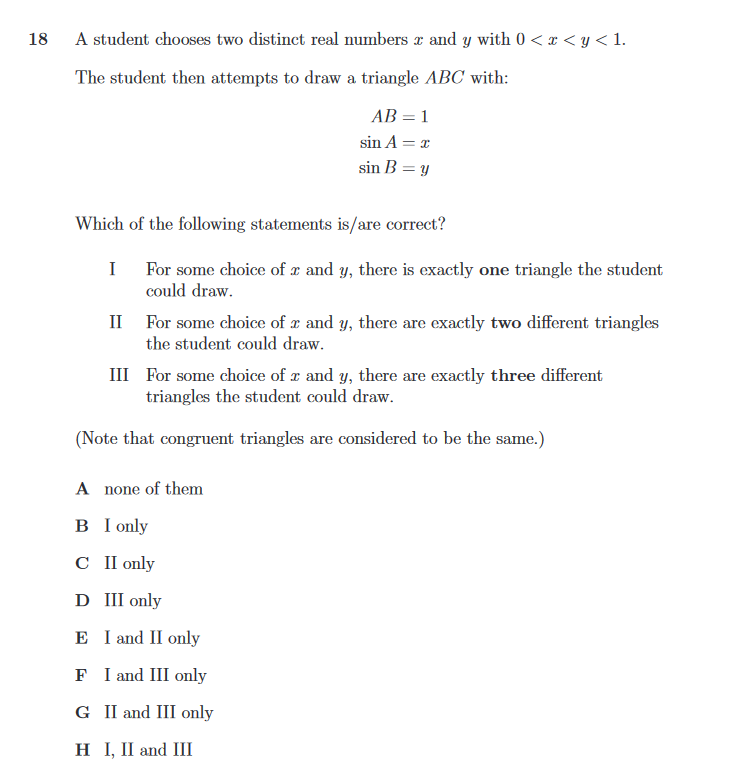 18 A student chooses two distinct real numbers x and y with 0 < x < y < 1.
The student then attempts to draw a triangle ABC with:
AB = 1
sin A = x
sin B = y
Which of the following statements is/are correct?
I For some choice of x and y, there is exactly one triangle the student
could draw.
II For some choice of x and y, there are exactly two different triangles
the student could draw.
III For some choice of x and y, there are exactly three different
triangles the student could draw.
(Note that congruent triangles are considered to be the same.)
A none of them
B I only
C II only
D III only
E I and II only
F I and III only
G II and III only
H I, II and III